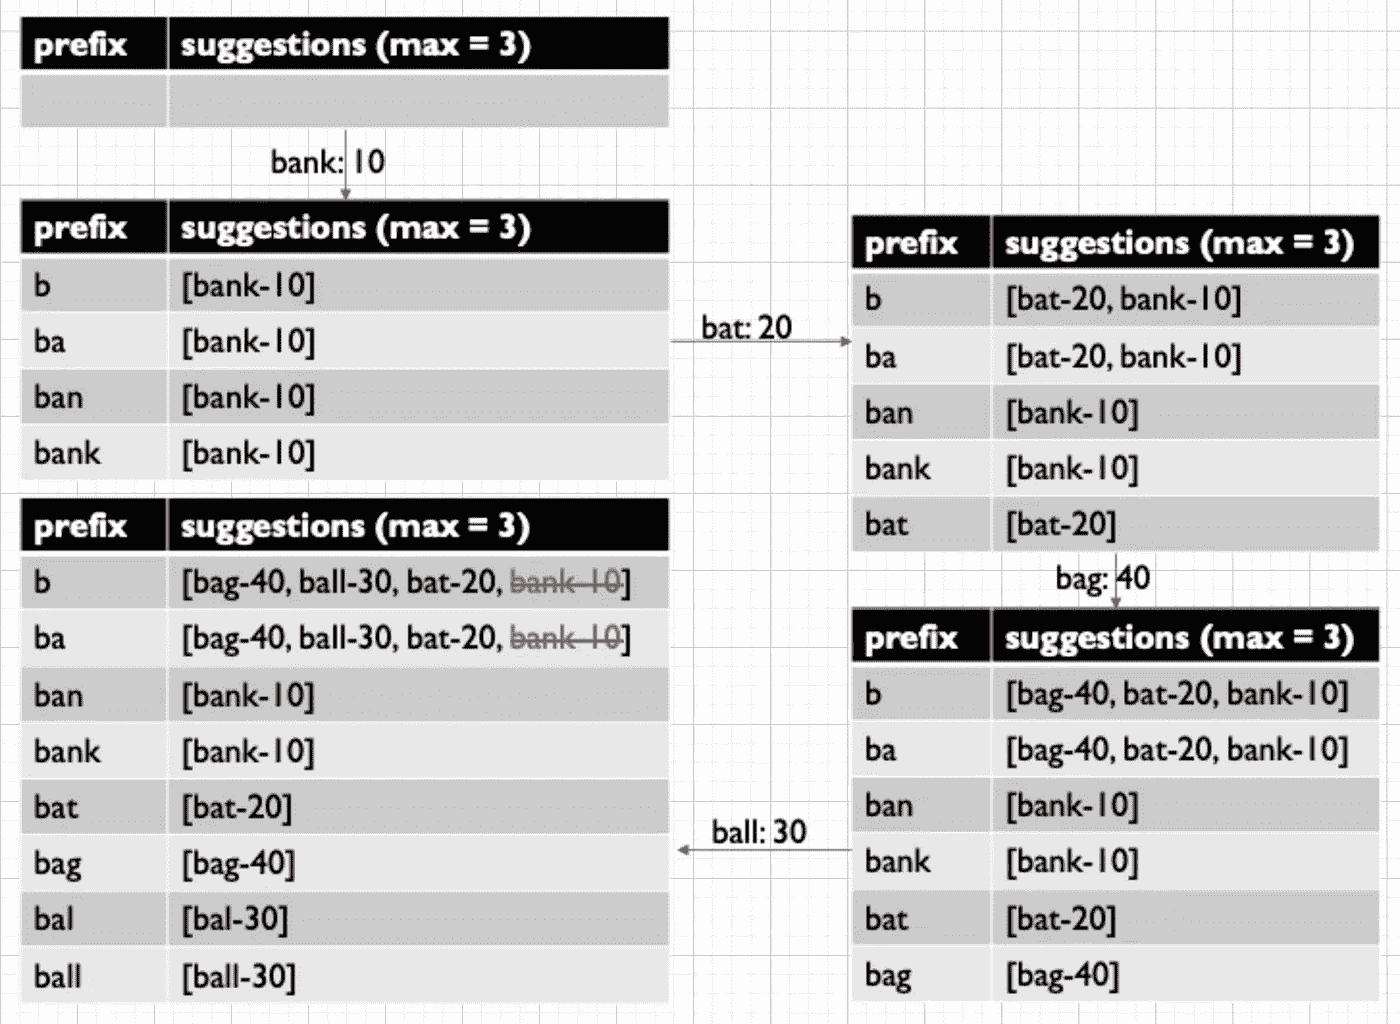 prefix suggestions (max = 3)
bank: 10
prefix suggestions (max = 3)
b [bank-10]
ba [bank-10]
ban [bank-10]
bank [bank-10]
bat: 20
prefix suggestions (max = 3)
b [bat-20, bank-10]
ba [bat-20, bank-10]
ban [bank-10]
bank [bank-10]
bat [bat-20]
bag: 40
prefix suggestions (max = 3)
b [bag-40, bat-20, bank-10]
ba [bag-40, bat-20, bank-10]
ban [bank-10]
bank [bank-10]
bat [bat-20]
bag [bag-40]
ball: 30
prefix suggestions (max = 3)
b [bag-40, ball-30, bat-20, bank-10]
ba [bag-40, ball-30, bat-20, bank-10]
ban [bank-10]
bank [bank-10]
bat [bat-20]
bag [bag-40]
bal [bal-30]
ball [ball-30]